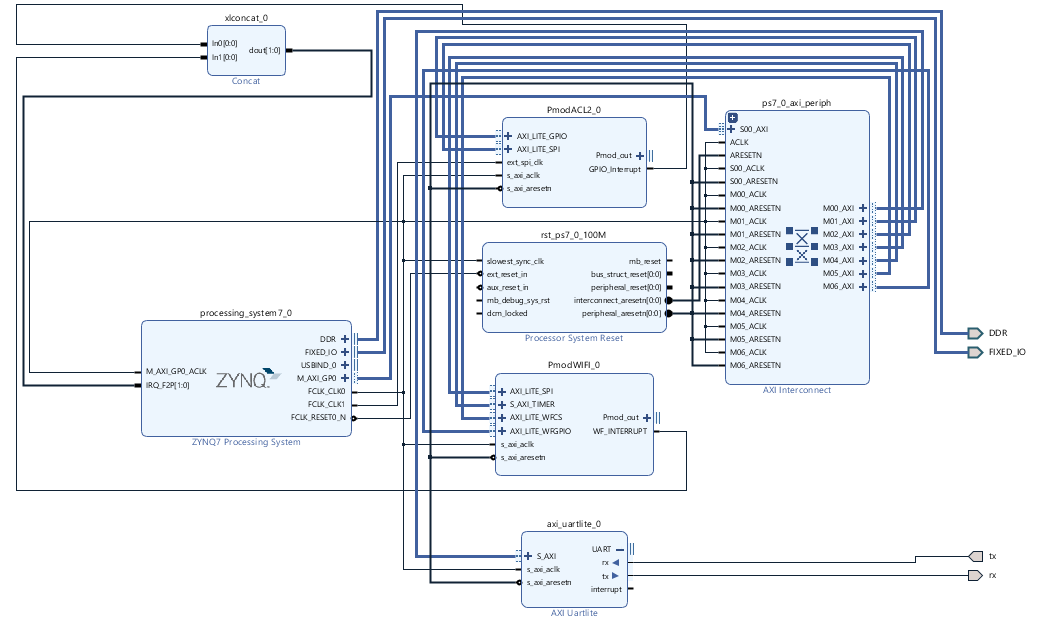 xlconcat_0
In0[0:0]
In1[0:0]
dout[1:0]
Concat
PmodACL2_0
AXI_LITE_GPIO
AXI_LITE_SPI
ext_spi_clk
s_axi_aclk
s_axi_aresetn
Pmod_out
GPIO_Interrupt
ps7_0_axi_periph
S00_AXI
ACLK
ARESETN
S00_ACLK
S00_ARESETN
M00_ACLK
M00_ARESETN
M01_ACLK
M01_ARESETN
M02_ACLK
M02_ARESETN
M03_ACLK
M03_ARESETN
M04_ACLK
M04_ARESETN
M05_ACLK
M05_ARESETN
M06_ACLK
M06_ARESETN
M00_AXI
M01_AXI
M02_AXI
M03_AXI
M04_AXI
M05_AXI
M06_AXI
AXI Interconnect
rst_ps7_0_100M
slowest_sync_clk
ext_reset_in
aux_reset_in
mb_debug_sys_rst
dcm_locked
mb_reset
bus_struct_reset[0:0]
peripheral_reset[0:0]
interconnect_aresetn[0:0]
peripheral_aresetn[0:0]
Processor System Reset
processing_system7_0
M_AXI_GP0_ACLK
IRQ_F2P[1:0]
ZYNQ
DDR
FIXED_IO
USBIND_0
M_AXI_GP0
FCLK_CLK0
FCLK_CLK1
FCLK_RESET0_N
ZYNQ7 Processing System
DDR
FIXED_IO
PmodWIFI_0
AXI_LITE_SPI
S_AXI_TIMER
AXI_LITE_WFCS
AXI_LITE_WFGPIO
s_axi_aclk
s_axi_aresetn
Pmod_out
WF_INTERRUPT
axi_uartlite_0
S_AXI
s_axi_aclk
s_axi_aresetn
UART
rx
tx
interrupt
AXI Uartlite
tx
rx